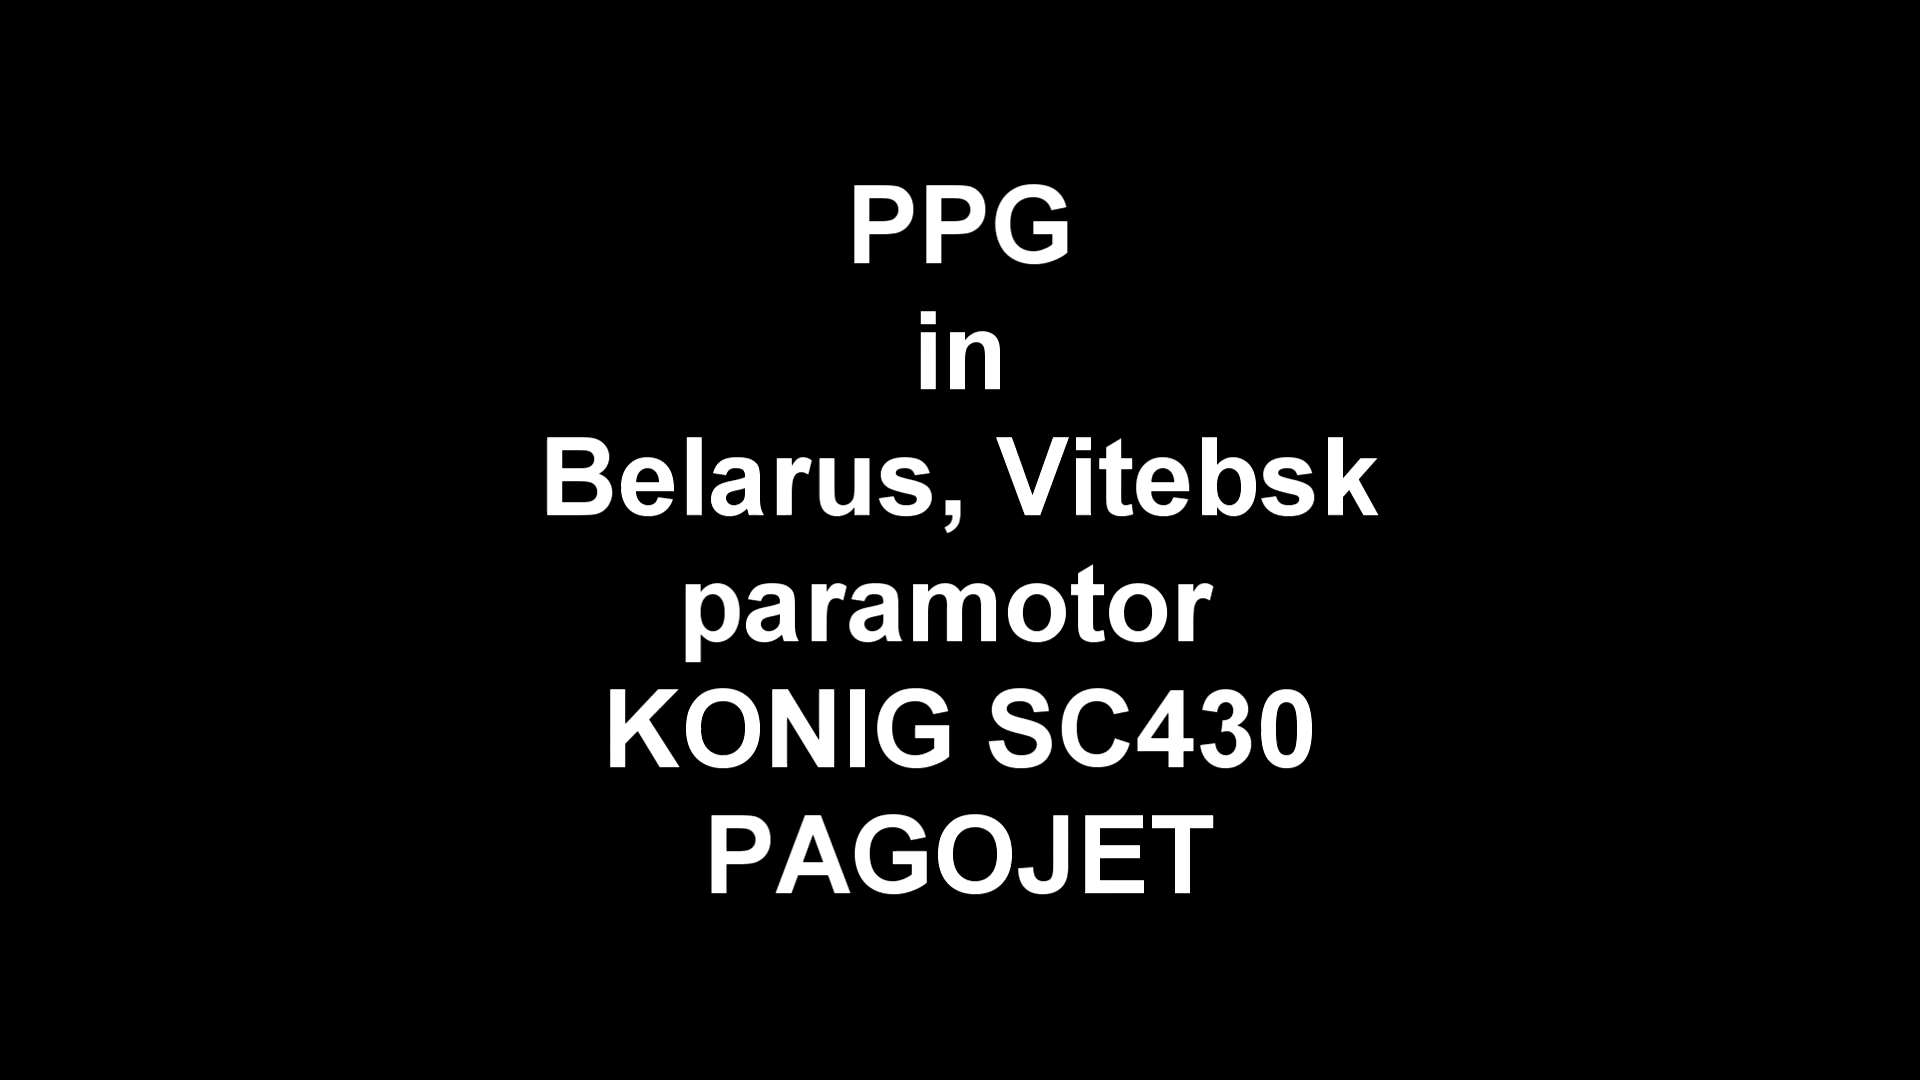 PPG
in
Belarus, Vitebsk
paramotor
KONIG SC430
PAGOJET